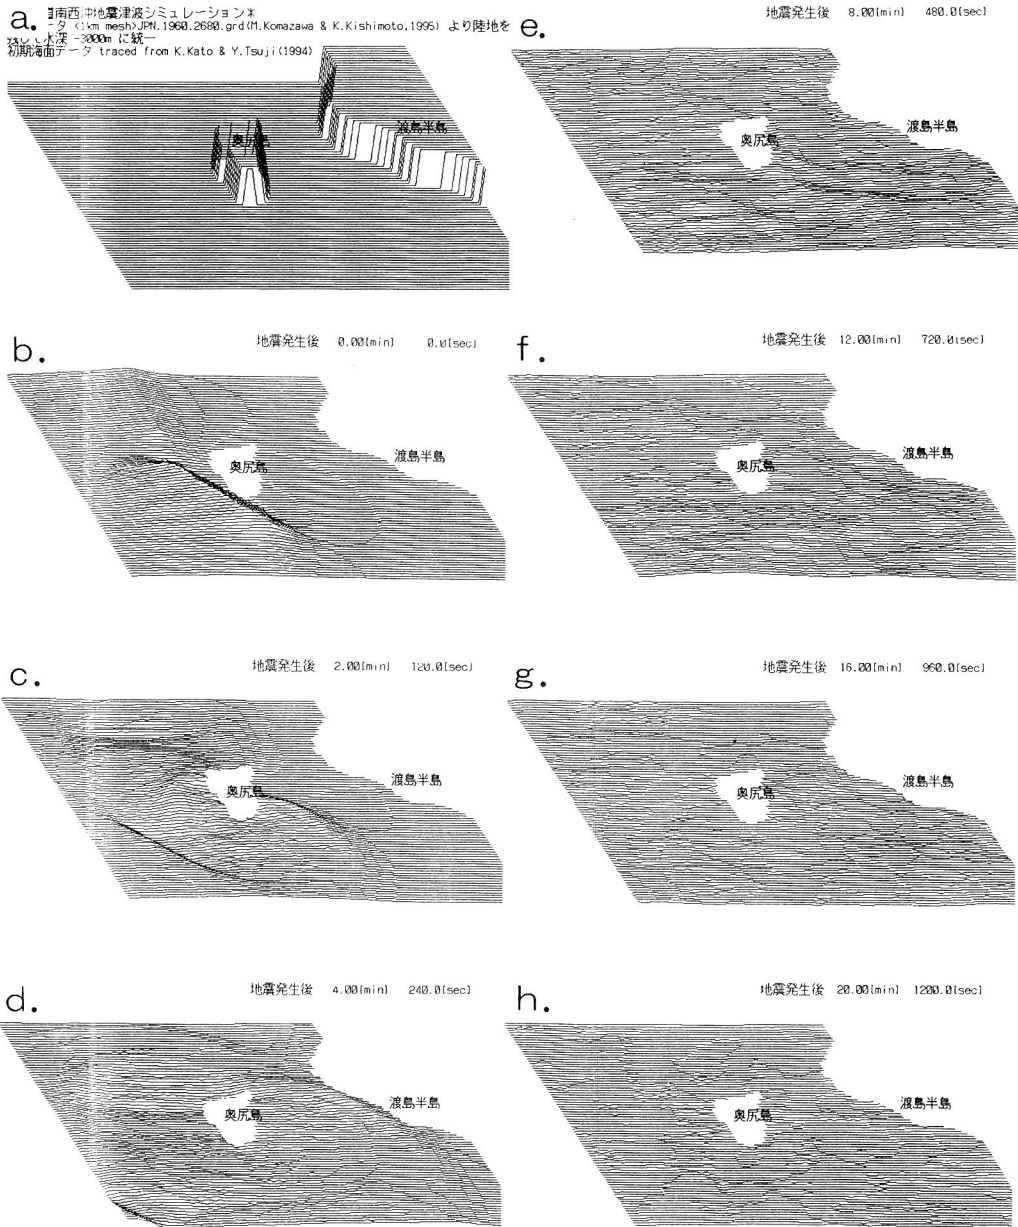 a.
南西沖地震津波シミュレーション*
タ <1km mesh>JPN.1960.2680.grd(M.Komazawa & K.Kishimoto,1995) より陸地を
水深 -3000m に統一
初期海面データ traced from K.Kato & Y.Tsuji(1994)
奥尻島
渡島半島
b.
地震発生後 0.00[min] 0.0[sec]
奥尻島
渡島半島
c.
地震発生後 2.00[min] 120.0[sec]
奥尻島
渡島半島
d.
地震発生後 4.00[min] 240.0[sec]
奥尻島
渡島半島
e.
地震発生後 8.00[min] 480.0[sec]
奥尻島
渡島半島
f.
地震発生後 12.00[min] 720.0[sec]
奥尻島
渡島半島
g.
地震発生後 16.00[min] 960.0[sec]
奥尻島
渡島半島
h.
地震発生後 20.00[min] 1200.0[sec]
奥尻島
渡島半島